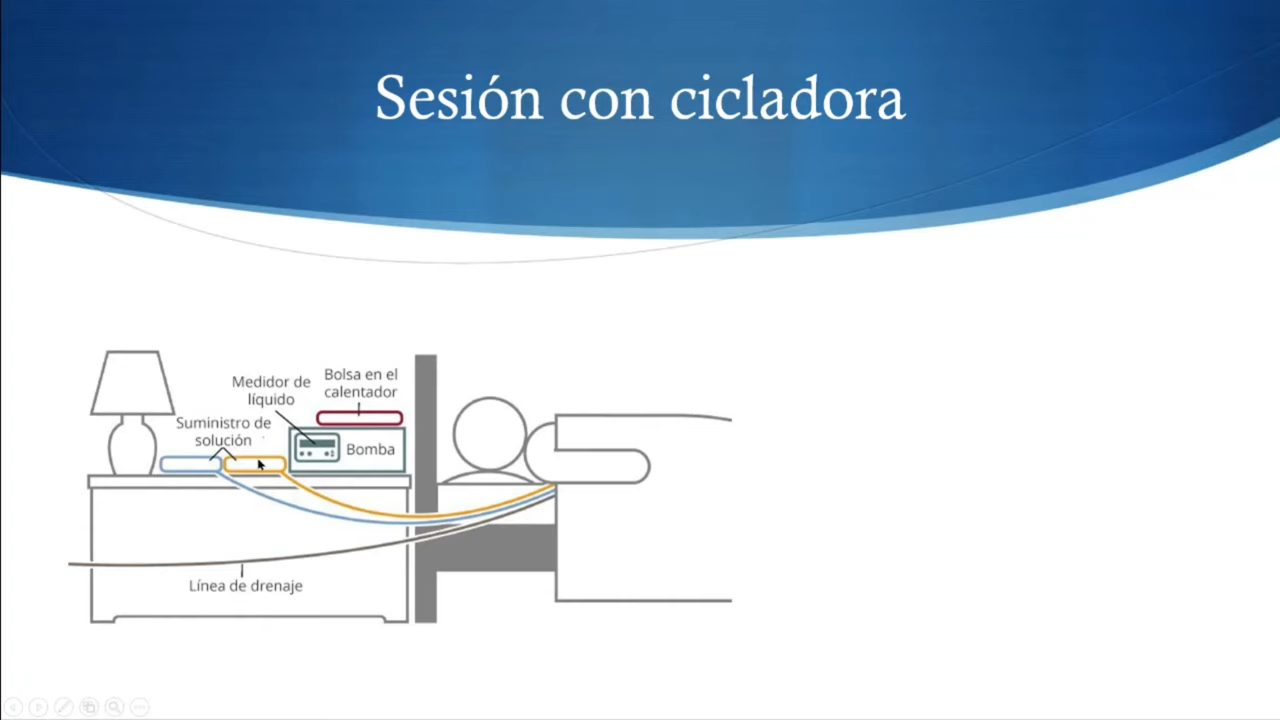 Sesión con cicladora
Bolsa en el
calentador
Medidor de
líquido
Suministro de
solución
Bomba
Línea de drenaje